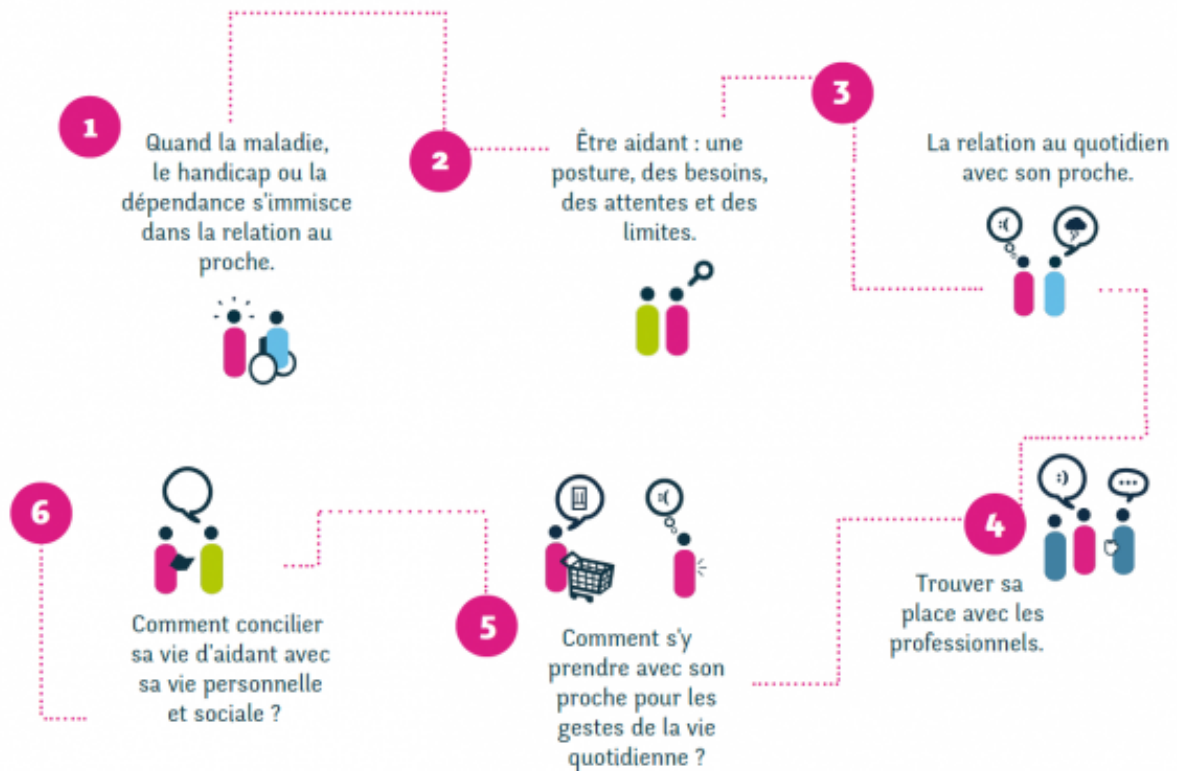 1
Quand la maladie,
le handicap ou la
dépendance s'immisce
dans la relation au
proche.
2
Être aidant : une
posture, des besoins,
des attentes et des
limites.
3
La relation au quotidien
avec son proche.
:(
4
:)
...
Trouver sa
place avec les
professionnels.
5
:(
Comment s'y
prendre avec son
proche pour les
gestes de la vie
quotidienne ?
6
Comment concilier
sa vie d'aidant avec
sa vie personnelle
et sociale ?